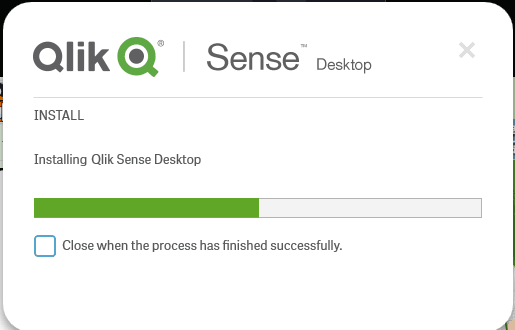 Qlik Q® | Sense™ Desktop
INSTALL
Installing Qlik Sense Desktop
Close when the process has finished successfully.